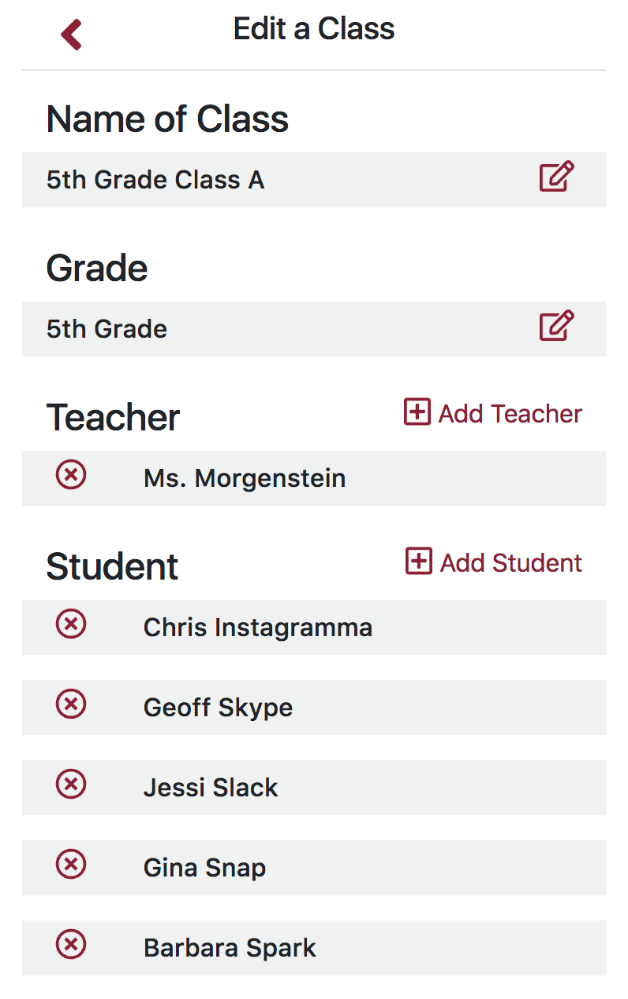 Edit a Class
Name of Class
5th Grade Class A
Grade
5th Grade
Teacher
Add Teacher
Ms. Morgenstein
Student
Add Student
Chris Instagramma
Geoff Skype
Jessi Slack
Gina Snap
Barbara Spark